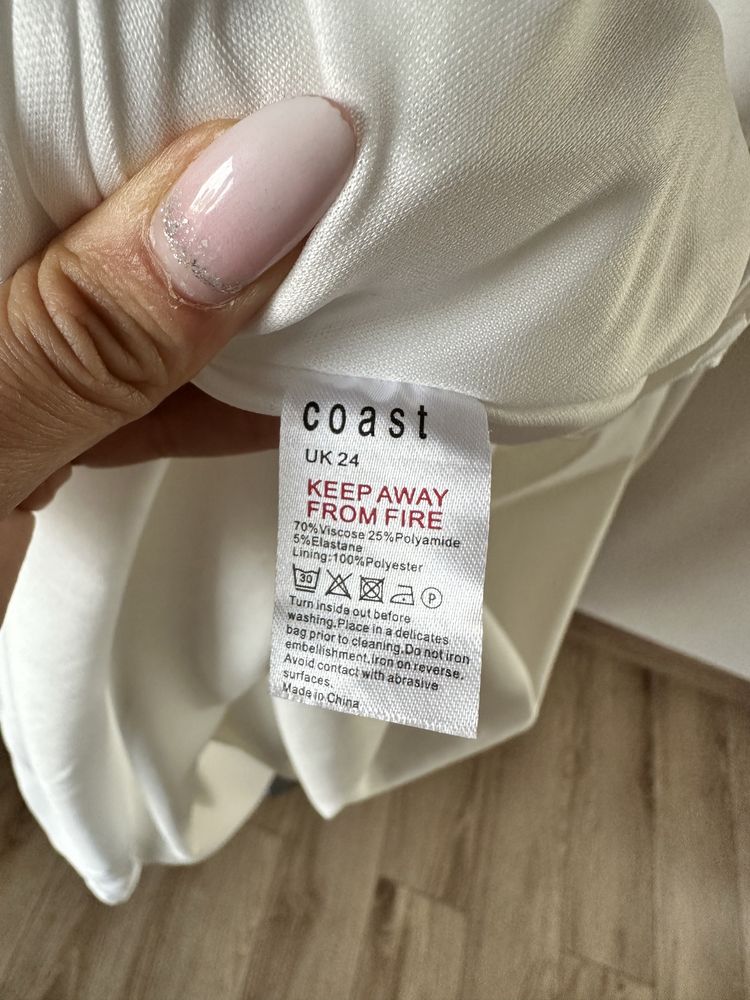 coast
UK 24
KEEP AWAY
FROM FIRE
70%Viscose 25%Polyamide
5%Elastane
Lining:100%Polyester
30 P
Turn inside out before
washing.Place in a delicates
bag prior to cleaning.Do not iron
embellishment.iron on reverse.
Avoid contact with abrasive
surfaces.
Made in China